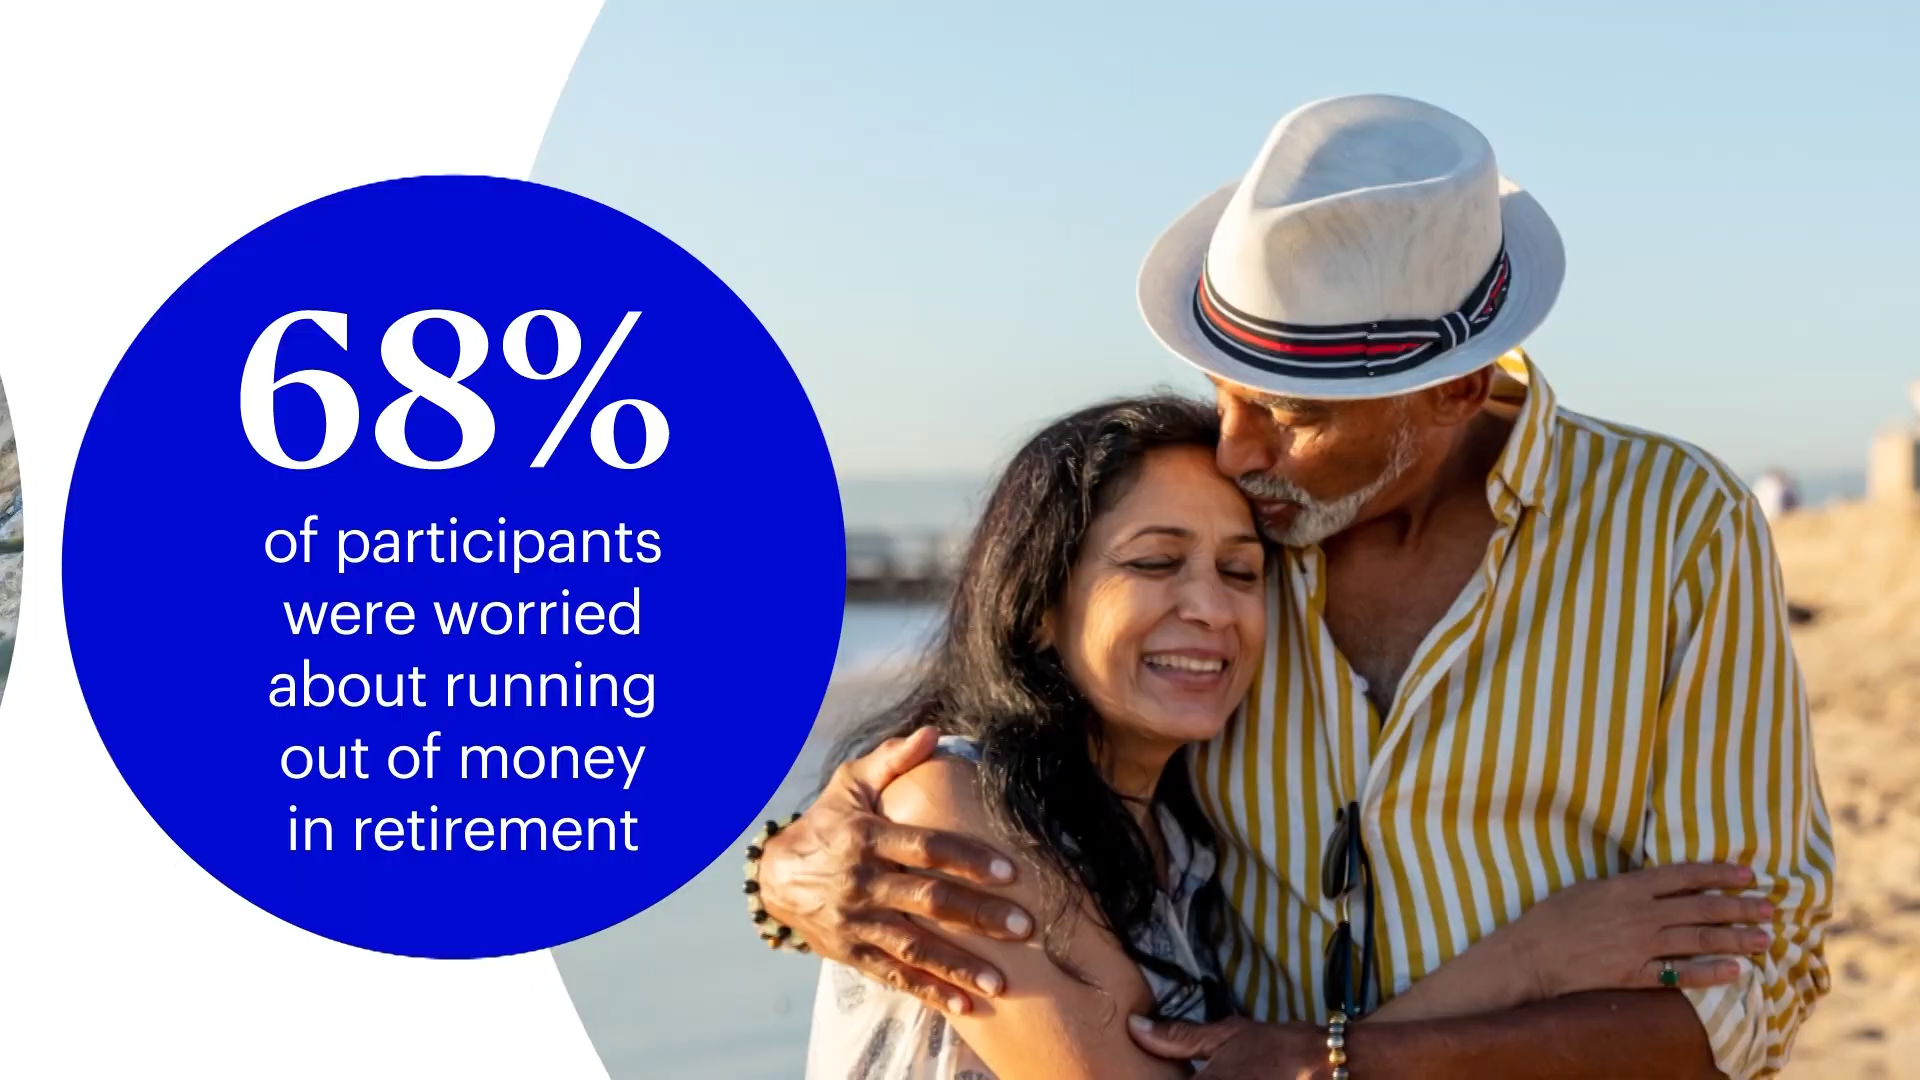 68%
of participants
were worried
about running
out of money
in retirement